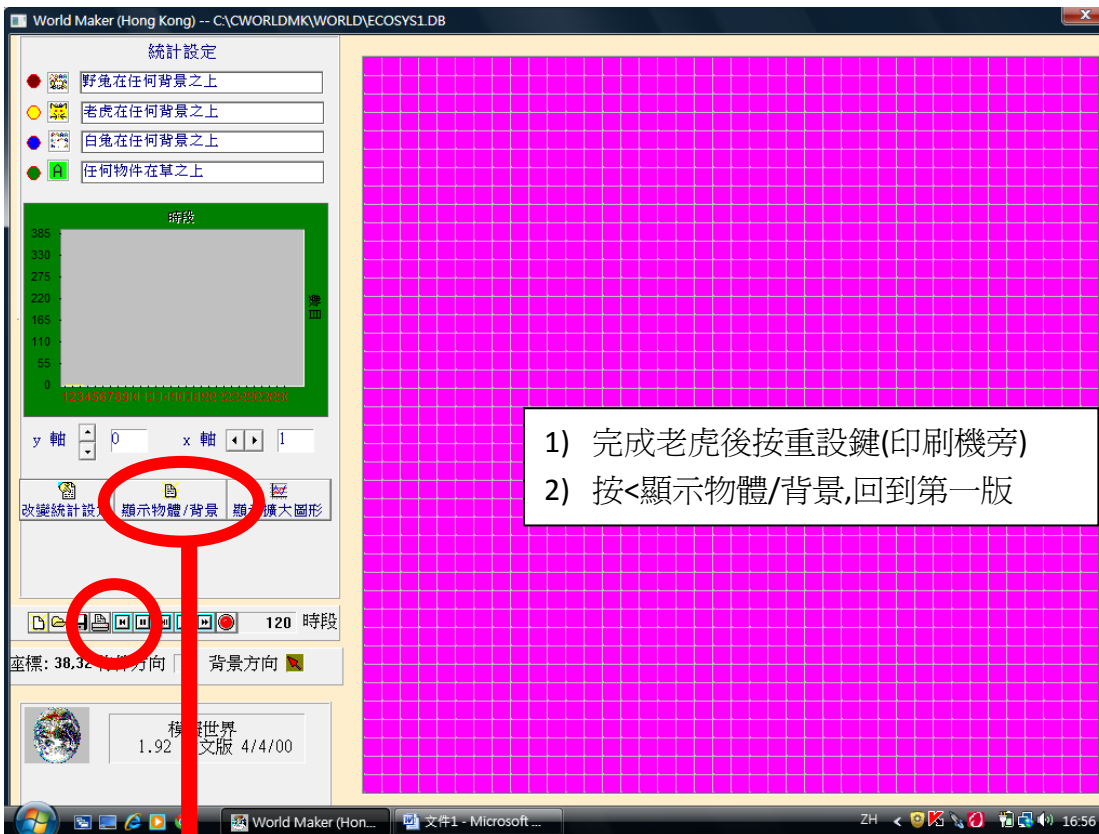 World Maker (Hong Kong) -- C:\CWORLDMK\WORLD\ECOSYS1.DB
統計設定
野兔在任何背景之上
老虎在任何背景之上
白兔在任何背景之上
A 任何物件在草之上
時段
385
330
275
220
165
110
55
0
數目
y 軸 0 x 軸 1
改變統計設定 顯示物體/背景 顯示擴大圖形
1) 完成老虎後按重設鍵(印刷機旁)
2) 按<顯示物體/背景,回到第一版
120 時段
座標: 38,32 方向 背景方向
模擬世界
1.92 文版 4/4/00
World Maker (Hon... 文件1 - Microsoft ... ZH 16:56